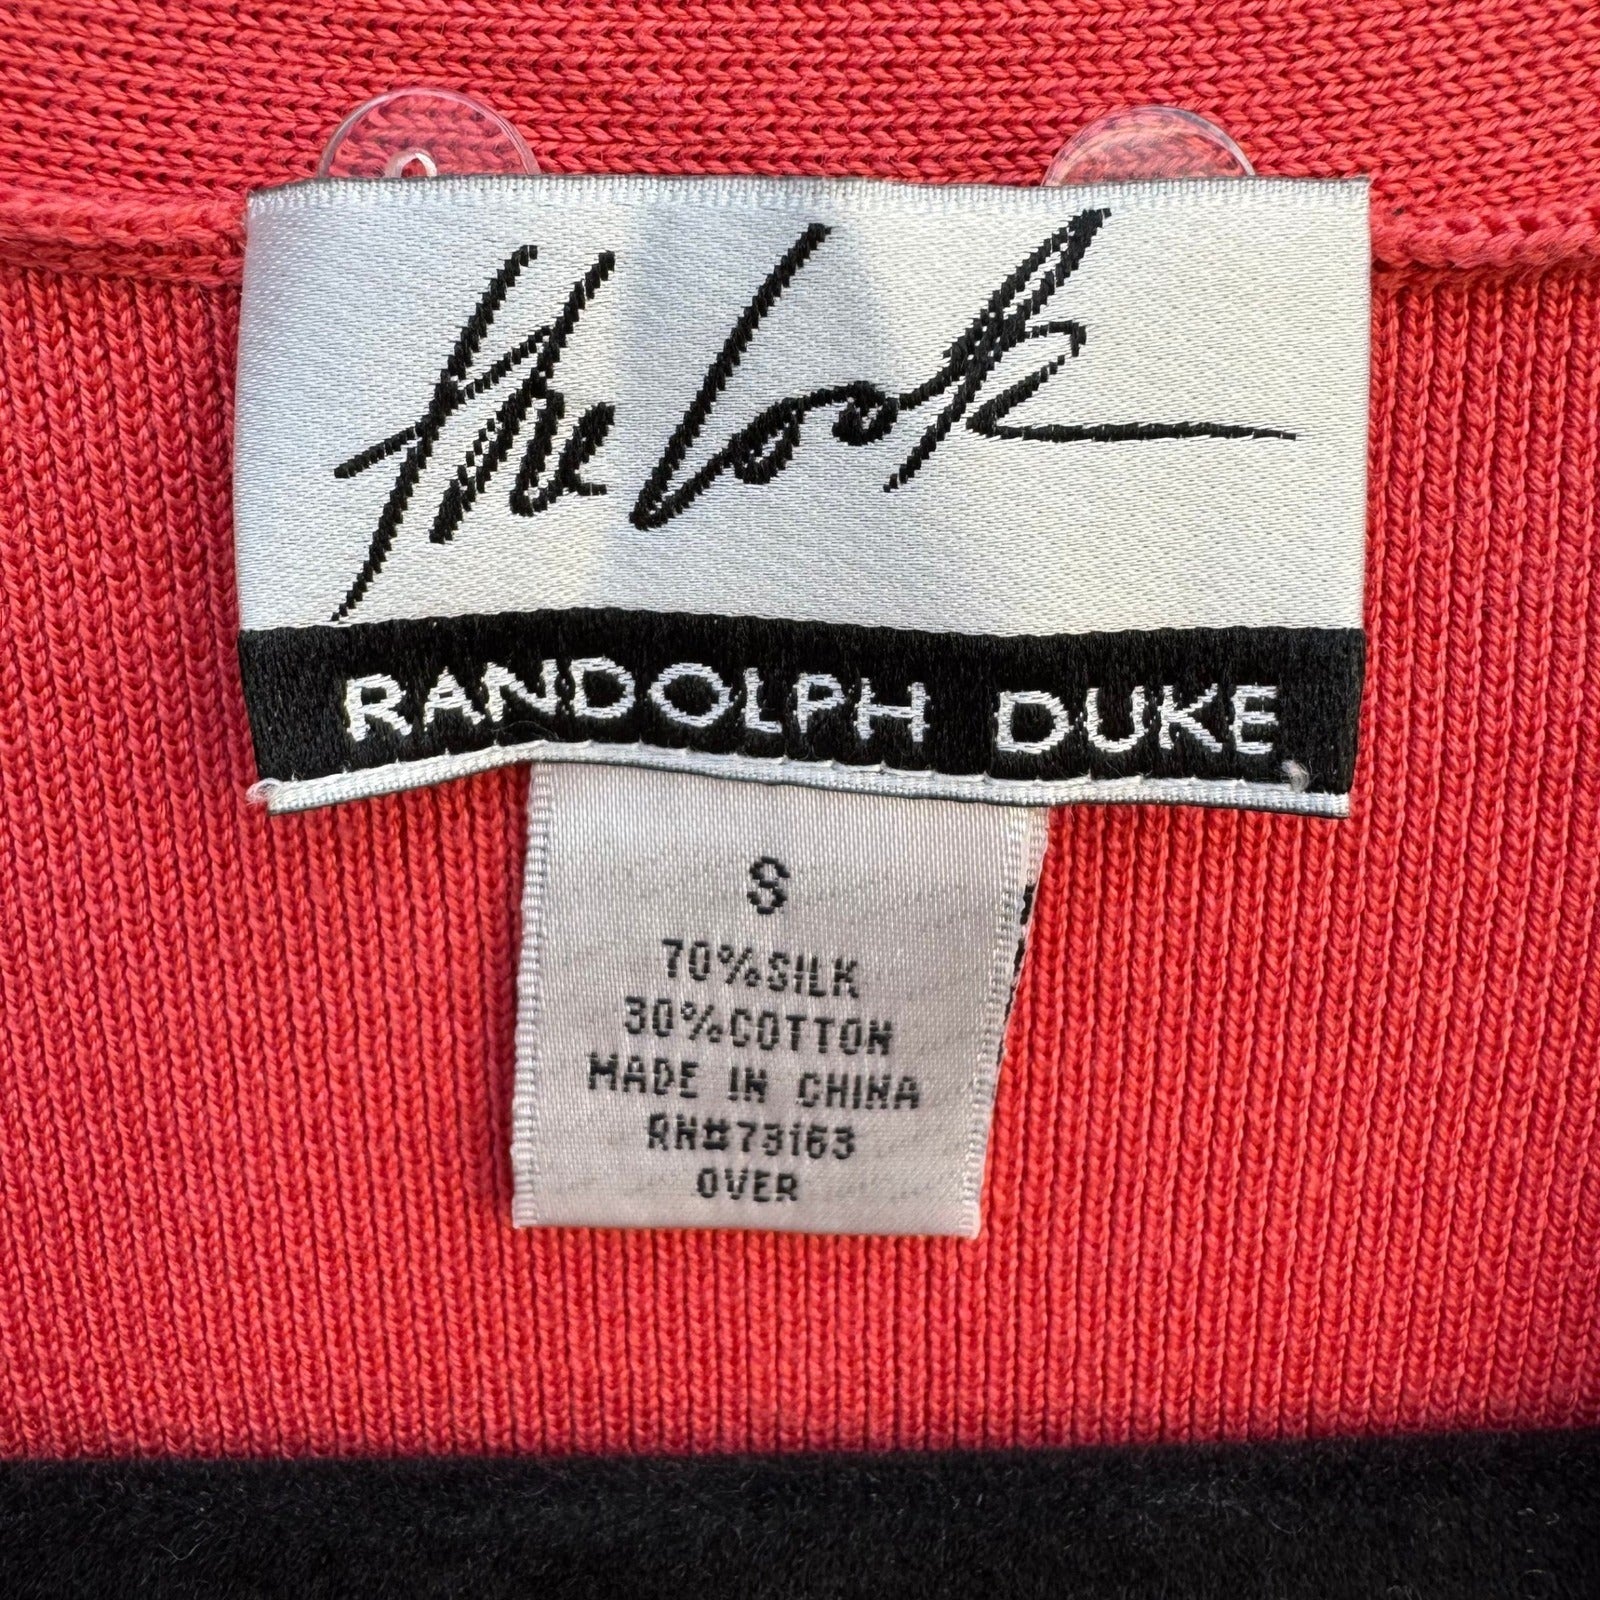 the look
RANDOLPH DUKE
S
70%SILK
30%COTTON
MADE IN CHINA
RN#73163
OVER